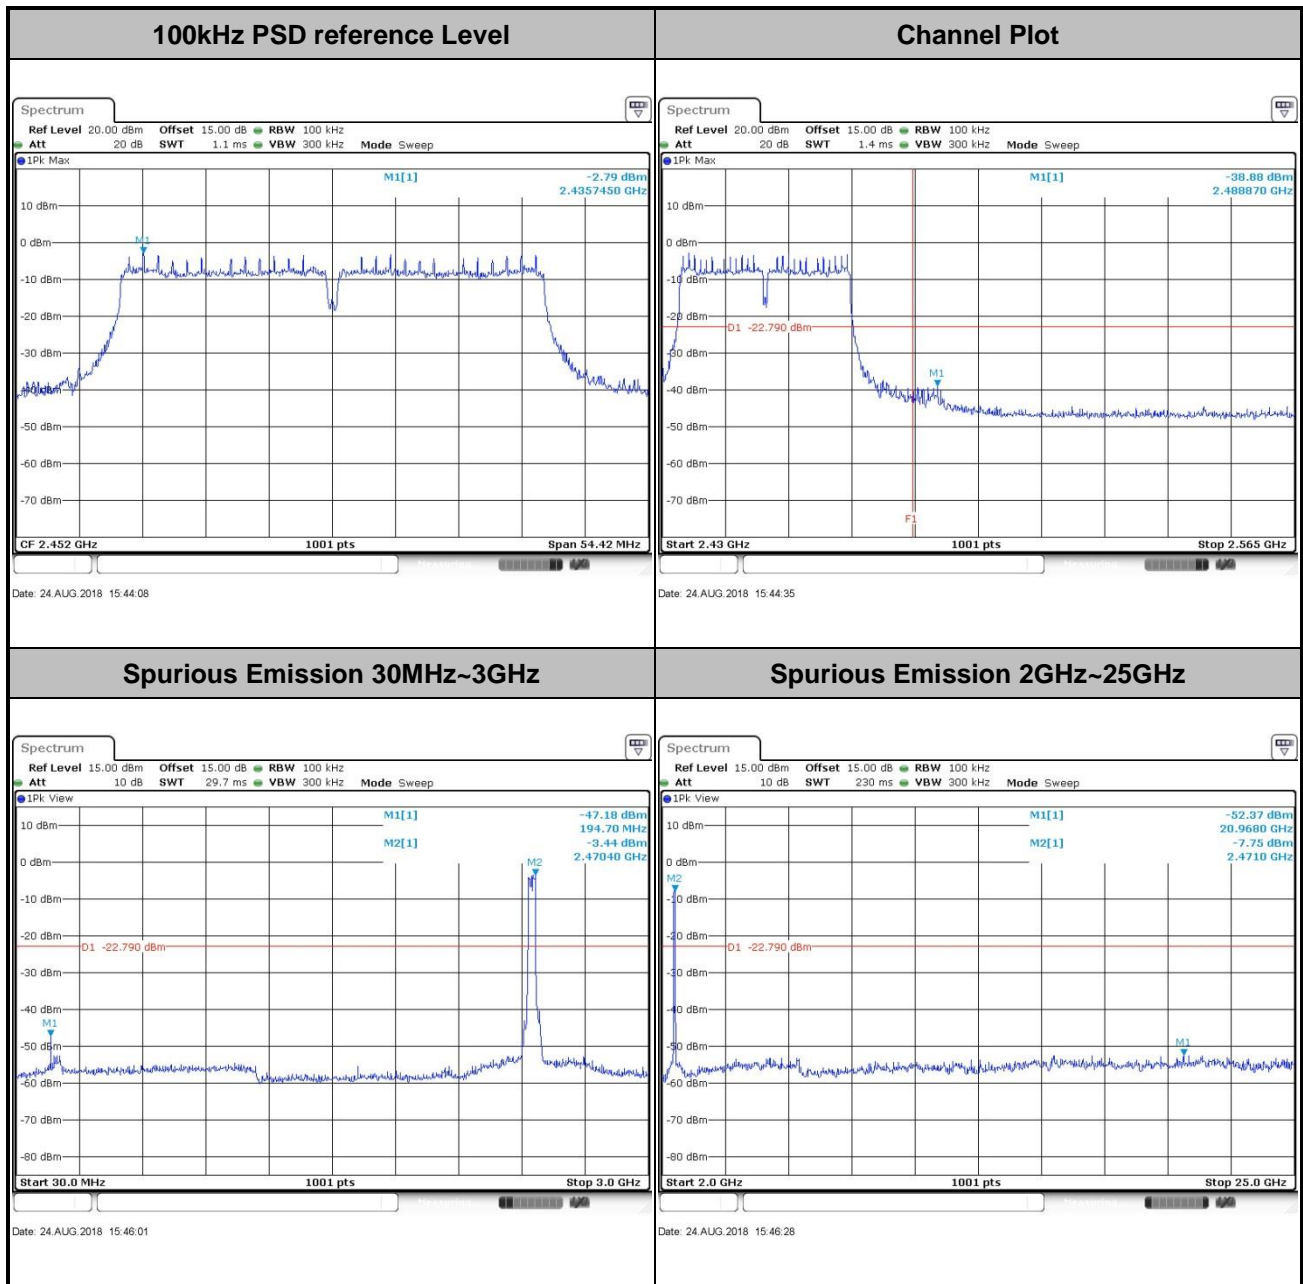 100kHz PSD reference Level
Spectrum
Ref Level 20.00 dBm Offset 15.00 dB RBW 100 kHz
Att 20 dB SWT 1.1 ms VBW 300 kHz Mode Sweep
1Pk Max
M1[1] -2.79 dBm
2.4357450 GHz
10 dBm
0 dBm
M1
-10 dBm
-20 dBm
-30 dBm
-50 dBm
-60 dBm
-70 dBm
CF 2.452 GHz 1001 pts Span 54.42 MHz
Date: 24.AUG.2018 15:44:08
Channel Plot
Spectrum
Ref Level 20.00 dBm Offset 15.00 dB RBW 100 kHz
Att 20 dB SWT 1.4 ms VBW 300 kHz Mode Sweep
1Pk Max
M1[1] -38.88 dBm
2.488870 GHz
10 dBm
0 dBm
-10 dBm
-20 dBm
D1 -22.790 dBm
-30 dBm
M1
-40 dBm
-50 dBm
-60 dBm
-70 dBm
F1
Start 2.43 GHz 1001 pts Stop 2.565 GHz
Date: 24.AUG.2018 15:44:35
Spurious Emission 30MHz~3GHz
Spectrum
Ref Level 15.00 dBm Offset 15.00 dB RBW 100 kHz
Att 10 dB SWT 29.7 ms VBW 300 kHz Mode Sweep
1Pk View
M1[1] -47.18 dBm
194.70 MHz
10 dBm
M2[1] -3.44 dBm
2.47040 GHz
0 dBm
M2
-10 dBm
-20 dBm
D1 -22.790 dBm
-30 dBm
-40 dBm
M1
-50 dBm
-60 dBm
-70 dBm
-80 dBm
Start 30.0 MHz 1001 pts Stop 3.0 GHz
Date: 24.AUG.2018 15:46:01
Spurious Emission 2GHz~25GHz
Spectrum
Ref Level 15.00 dBm Offset 15.00 dB RBW 100 kHz
Att 10 dB SWT 230 ms VBW 300 kHz Mode Sweep
1Pk View
M1[1] -52.37 dBm
20.9680 GHz
10 dBm
M2[1] -7.75 dBm
2.4710 GHz
0 dBm
M2
-10 dBm
-20 dBm
D1 -22.790 dBm
-30 dBm
-40 dBm
M1
-50 dBm
-60 dBm
-70 dBm
-80 dBm
Start 2.0 GHz 1001 pts Stop 25.0 GHz
Date: 24.AUG.2018 15:46:28